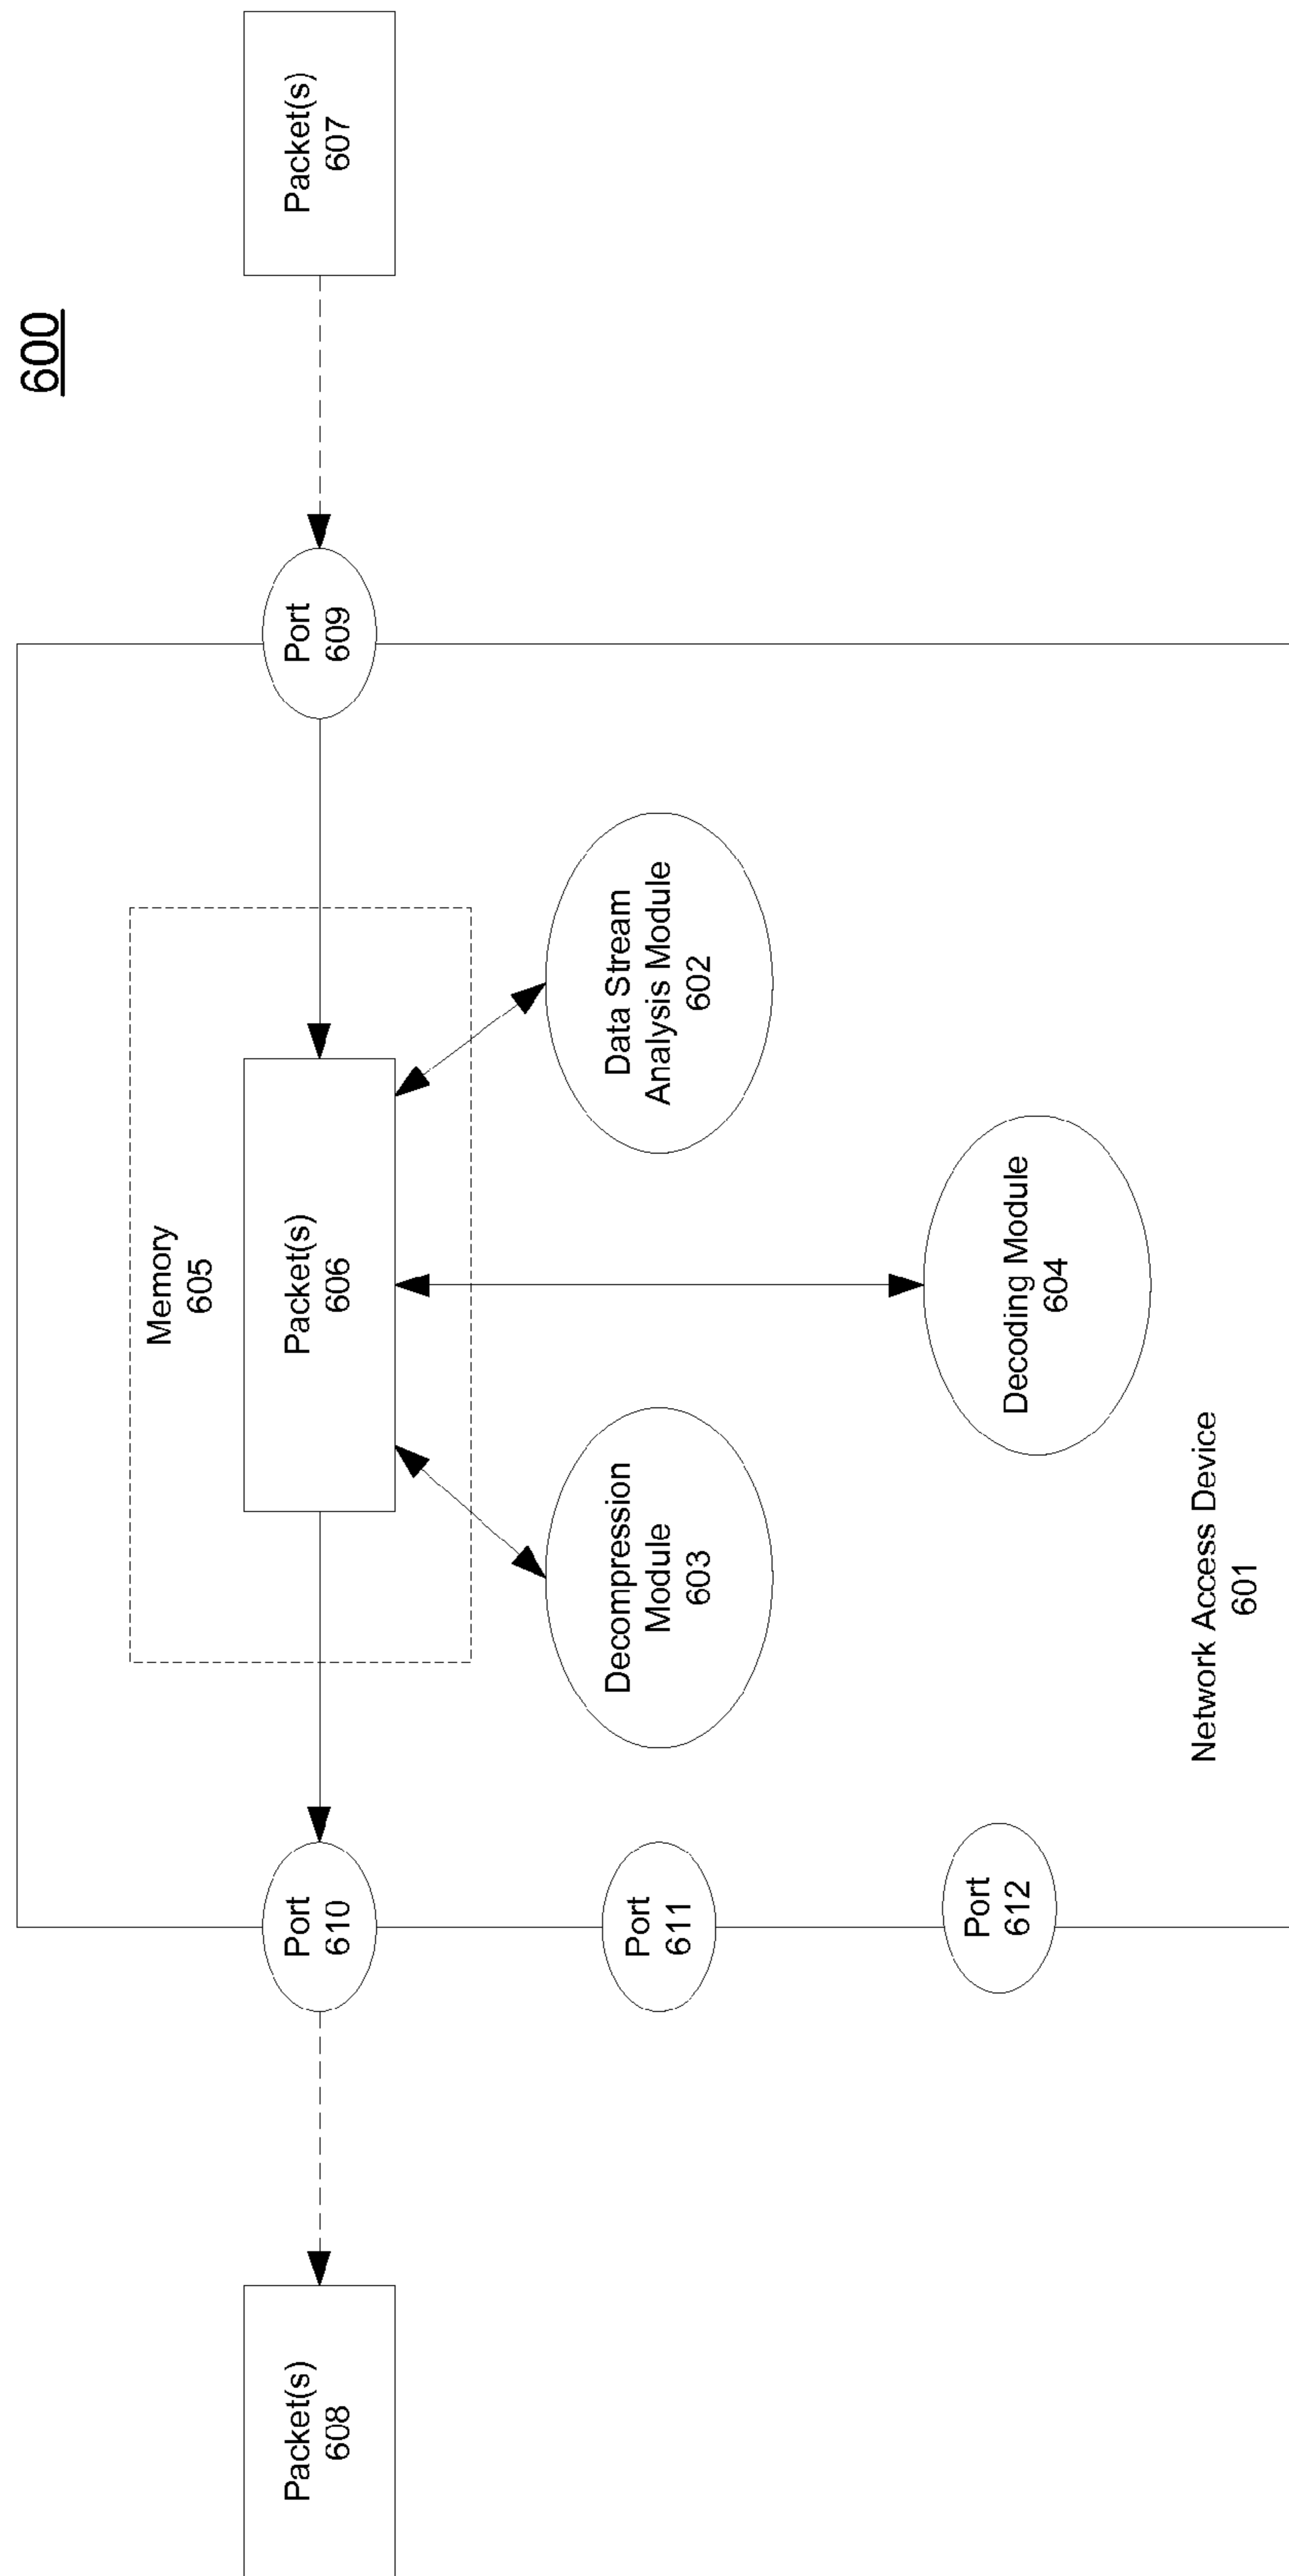 600
Memory
605
Packet(s)
608
Port
610
Packet(s)
606
Port
609
Packet(s)
607
Port
611
Decompression
Module
603
Data Stream
Analysis Module
602
Port
612
Decoding Module
604
Network Access Device
601